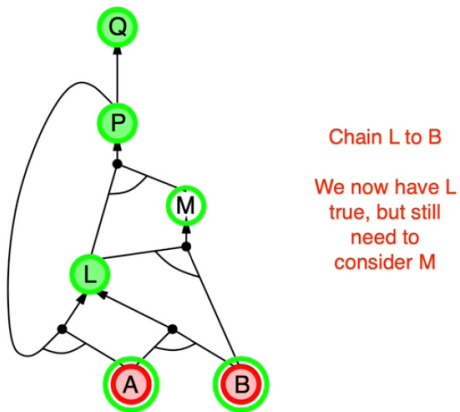 Q
P
Chain L to B
We now have L
true, but still
need to
consider M
M
L
A
B